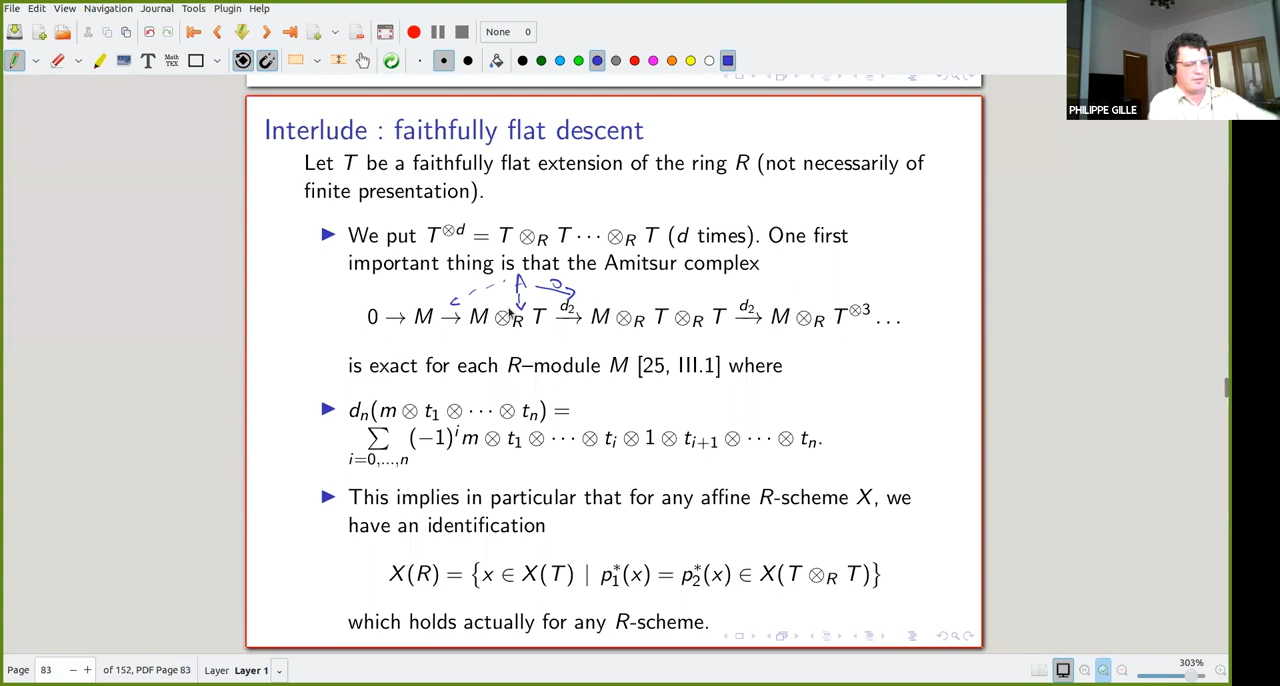 File Edit View Navigation Journal Tools Plugin Help
None 0
T Math TEX
PHILIPPE GILLE
Interlude : faithfully flat descent
Let T be a faithfully flat extension of the ring R (not necessarily of
finite presentation).
▶ We put T^{⊗d} = T ⊗_R T ⋯ ⊗_R T (d times). One first
important thing is that the Amitsur complex
A 0
0 → M → M ⊗_R T \xrightarrow{d_2} M ⊗_R T ⊗_R T \xrightarrow{d_2} M ⊗_R T^{⊗3} …
is exact for each R–module M [25, III.1] where
▶ d_n(m ⊗ t_1 ⊗ ⋯ ⊗ t_n) =
∑_{i=0,...,n} (−1)^i m ⊗ t_1 ⊗ ⋯ ⊗ t_i ⊗ 1 ⊗ t_{i+1} ⊗ ⋯ ⊗ t_n.
▶ This implies in particular that for any affine R-scheme X, we
have an identification
X(R) = {x ∈ X(T) | p_1^*(x) = p_2^*(x) ∈ X(T ⊗_R T)}
which holds actually for any R-scheme.
Page 83 − + of 152, PDF Page 83 Layer Layer 1 303%